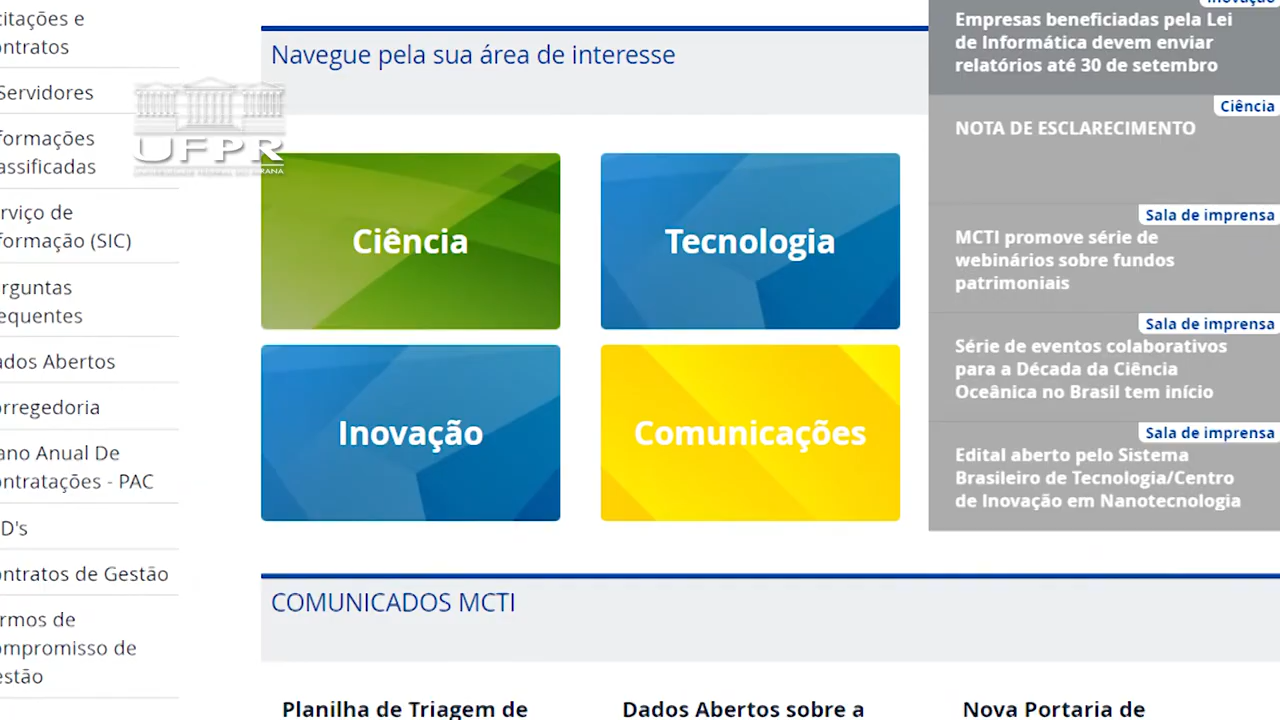 citações e
ontratos
Servidores
formações
assificadas
rviço de
formação (SIC)
rguntas
equentes
ados Abertos
orregedoria
ano Anual De
ontratações - PAC
D's
ontratos de Gestão
rmos de
ompromisso de
estão
UFPR
UNIVERSIDADE FEDERAL DO PARANÁ
Navegue pela sua área de interesse
Ciência
Tecnologia
Inovação
Comunicações
Inovação
Empresas beneficiadas pela Lei
de Informática devem enviar
relatórios até 30 de setembro
Ciência
NOTA DE ESCLARECIMENTO
Sala de imprensa
MCTI promove série de
webinários sobre fundos
patrimoniais
Sala de imprensa
Série de eventos colaborativos
para a Década da Ciência
Oceânica no Brasil tem início
Sala de imprensa
Edital aberto pelo Sistema
Brasileiro de Tecnologia/Centro
de Inovação em Nanotecnologia
COMUNICADOS MCTI
Planilha de Triagem de
Dados Abertos sobre a
Nova Portaria de